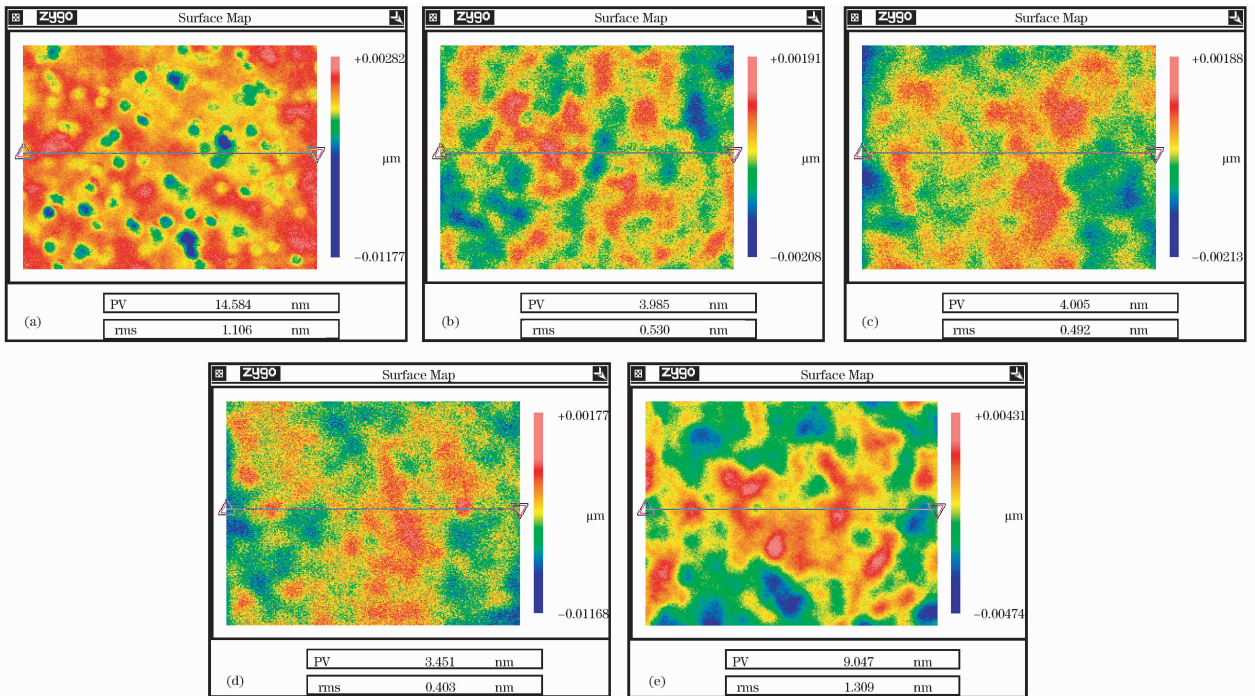 zygo Surface Map
+0.00282
μm
−0.01177
PV 14.584 nm
rms 1.106 nm
(a)
zygo Surface Map
+0.00191
μm
−0.00208
PV 3.985 nm
rms 0.530 nm
(b)
zygo Surface Map
+0.00188
μm
−0.00213
PV 4.005 nm
rms 0.492 nm
(c)
zygo Surface Map
+0.00177
μm
−0.01168
PV 3.451 nm
rms 0.403 nm
(d)
zygo Surface Map
+0.00431
μm
−0.00474
PV 9.047 nm
rms 1.309 nm
(e)